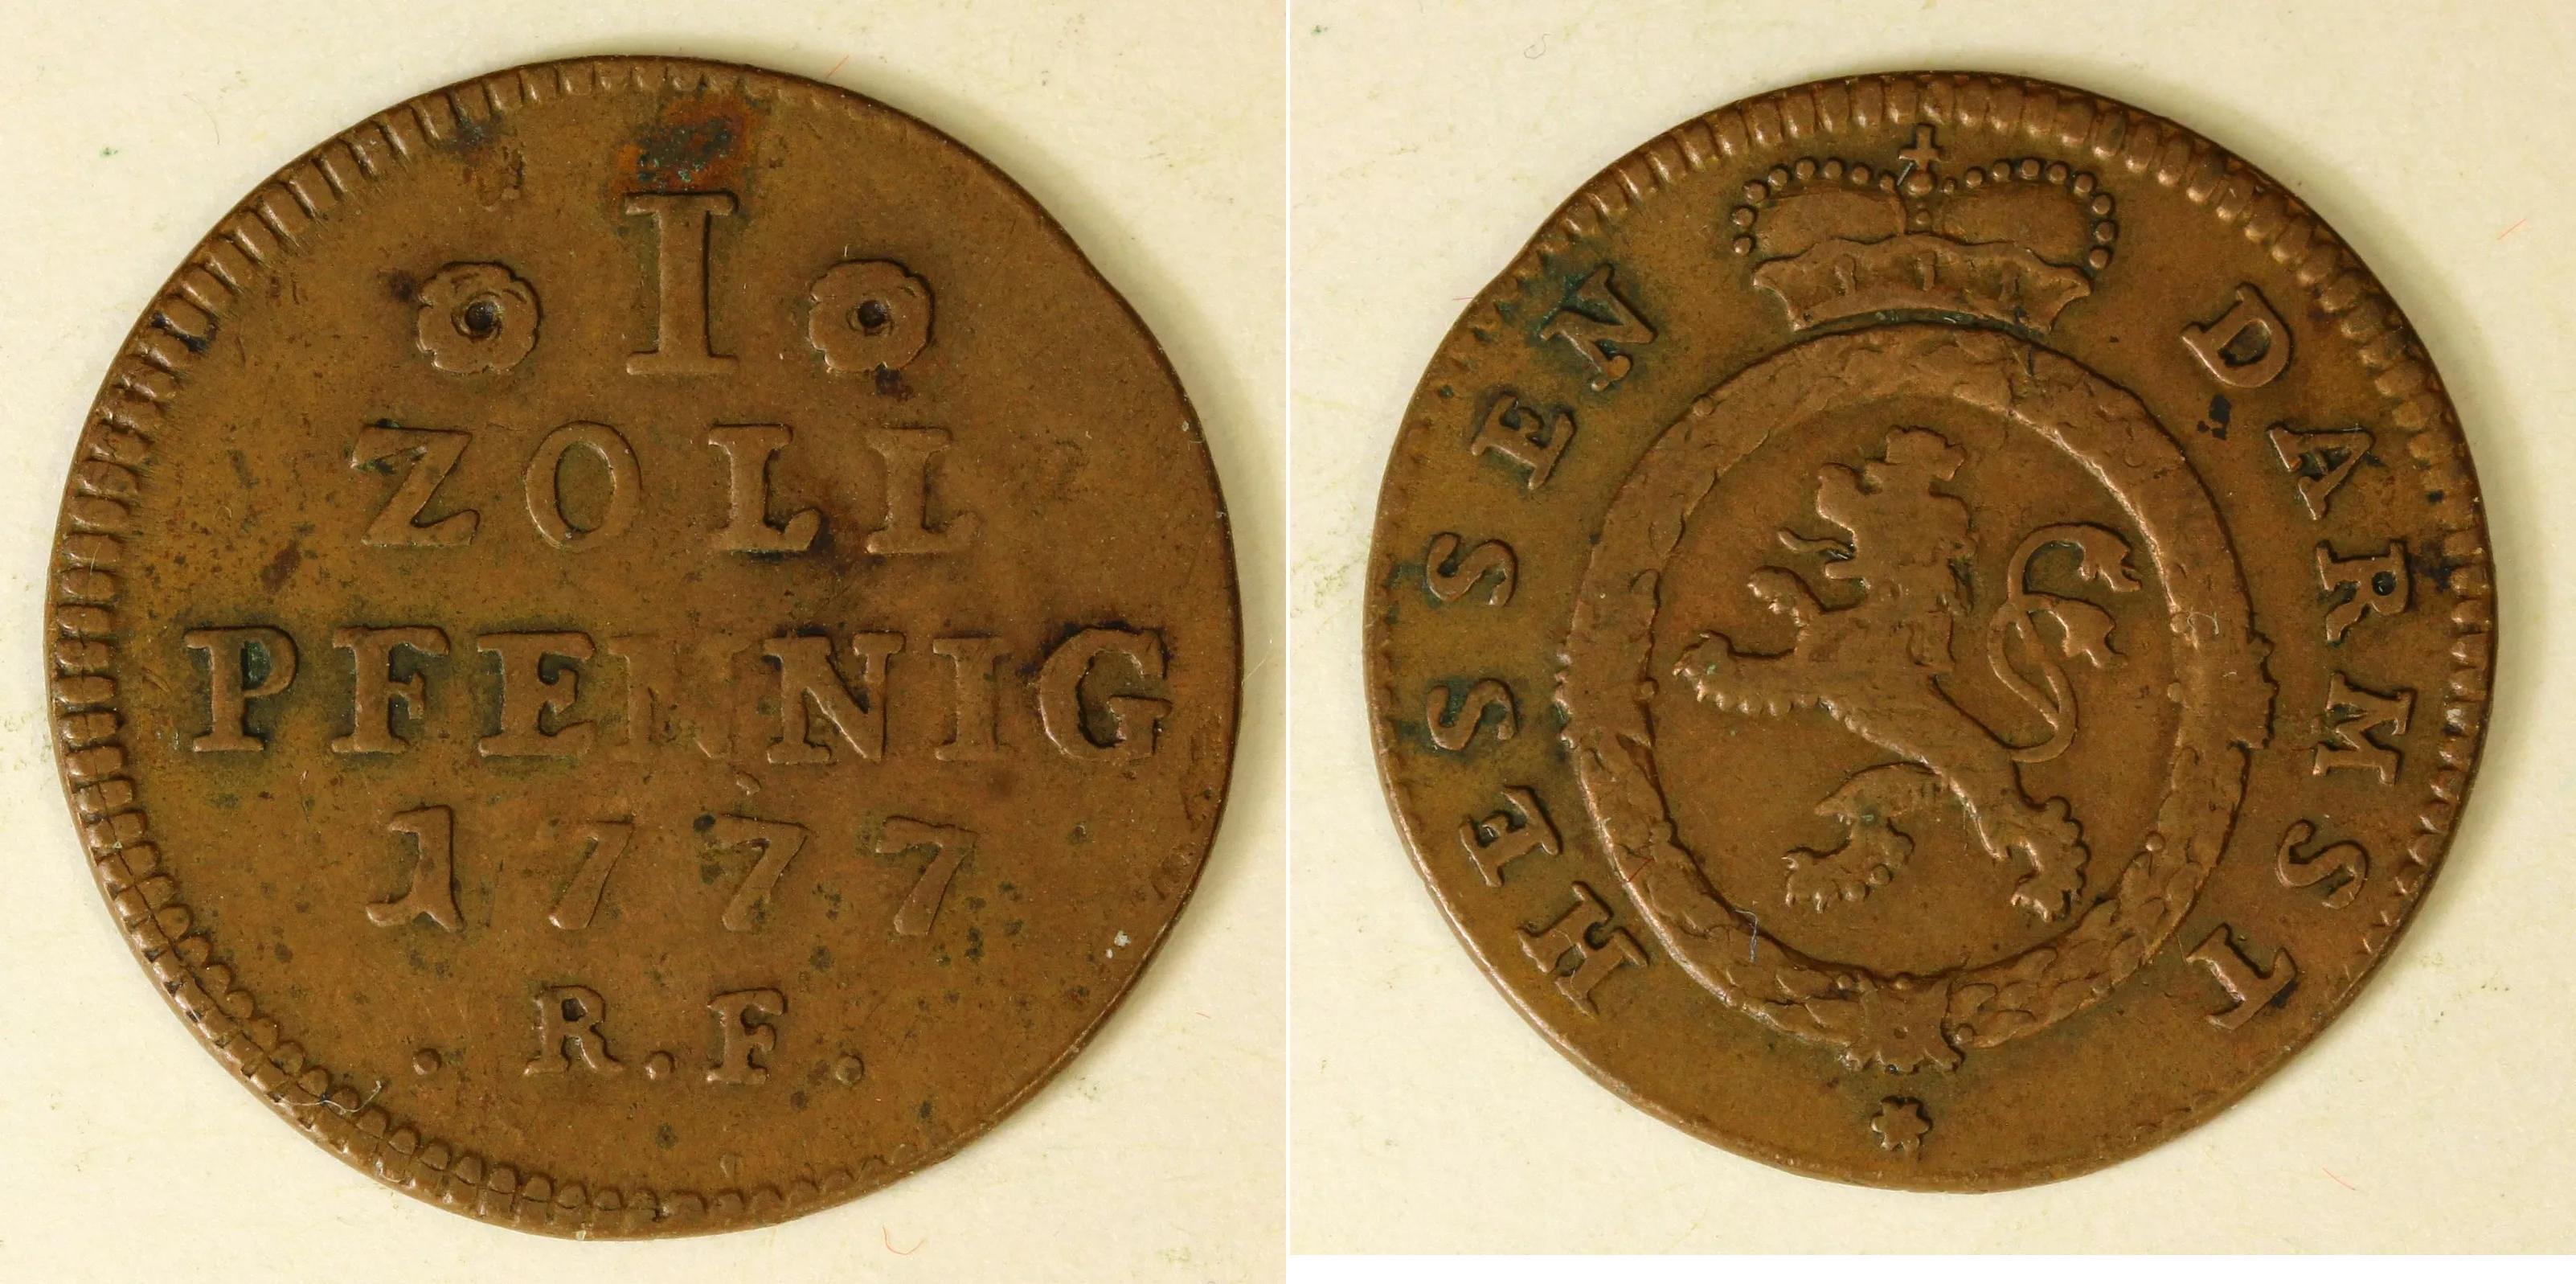 I
ZOLL
PFENNIG
1777
. R . F .
HESSEN DARMST